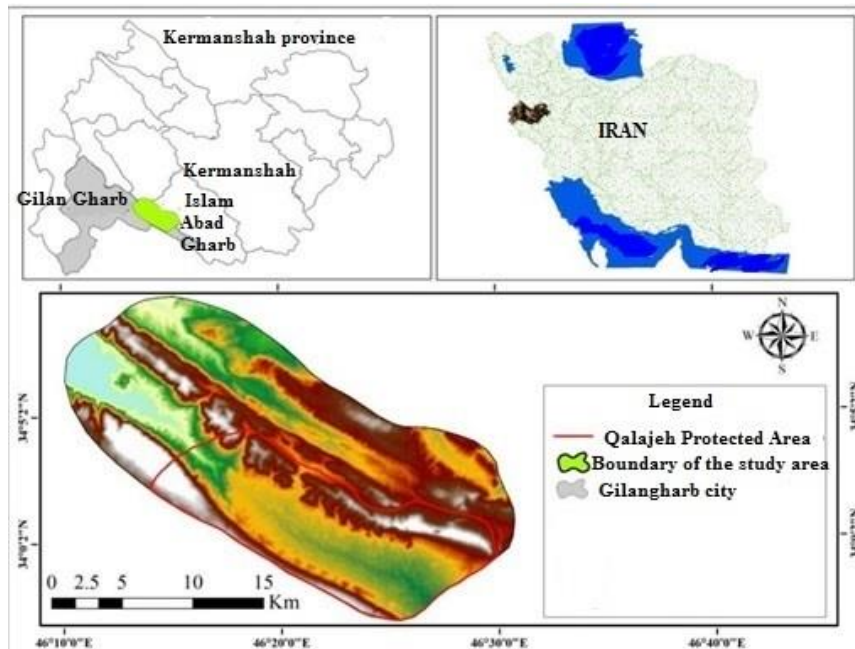 Kermanshah province
Kermanshah
Gilan Gharb
Islam
Abad
Gharb
IRAN
N
W E
S
34°5'2"N
34°0'2"N
Legend
Qalajeh Protected Area
Boundary of the study area
Gilangharb city
0 2.5 5 10 15
Km
46°10'0"E 46°20'0"E 46°30'0"E 46°40'0"E